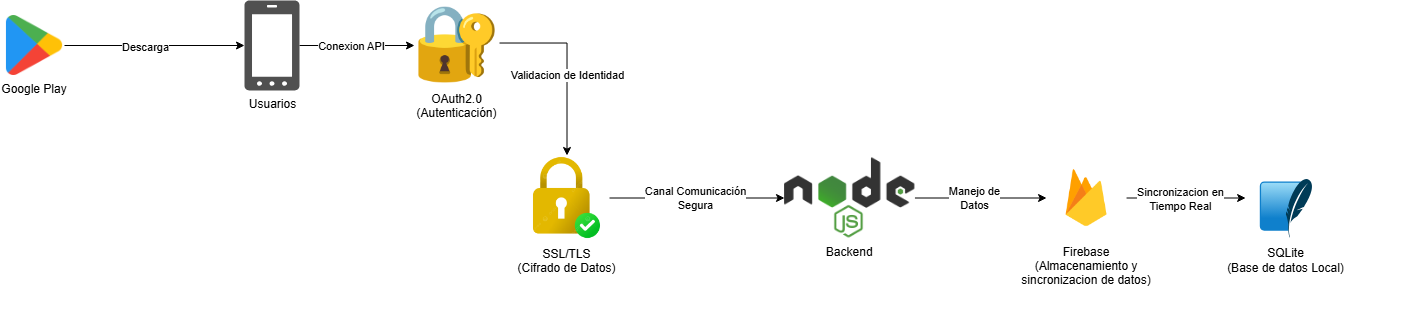 Google Play
Descarga
Usuarios
Conexion API
OAuth2.0
(Autenticación)
Validacion de Identidad
SSL/TLS
(Cifrado de Datos)
Canal Comunicación
Segura
node
JS
Backend
Manejo de
Datos
Firebase
(Almacenamiento y
sincronizacion de datos)
Sincronizacion en
Tiempo Real
SQLite
(Base de datos Local)